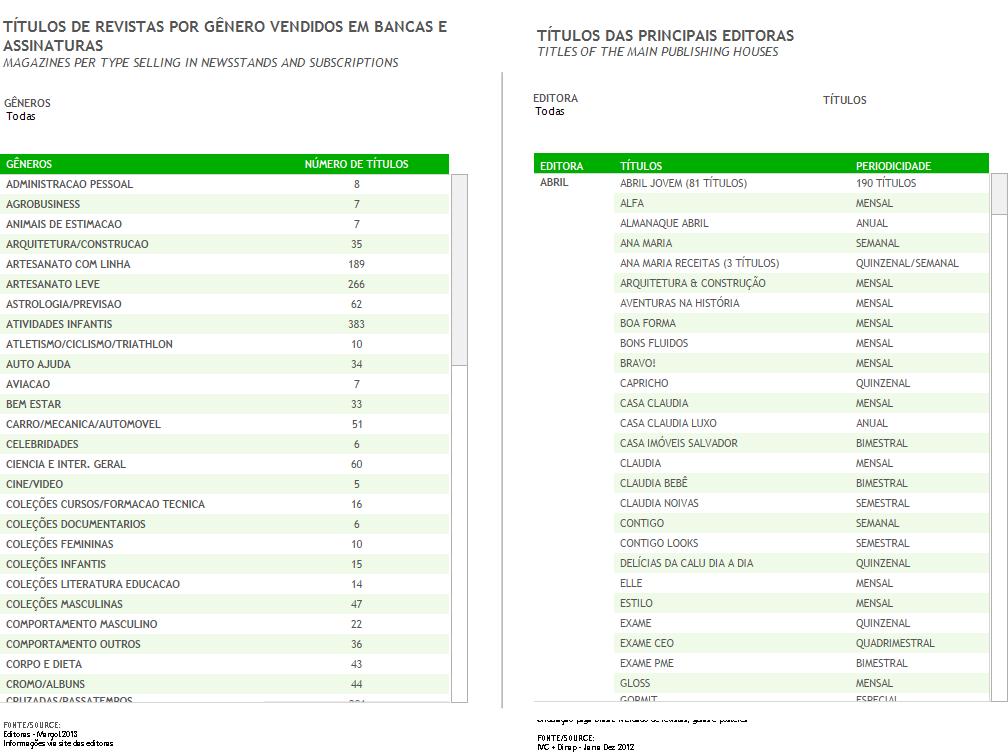 TÍTULOS DE REVISTAS POR GÊNERO VENDIDOS EM BANCAS E
ASSINATURAS
MAGAZINES PER TYPE SELLING IN NEWSSTANDS AND SUBSCRIPTIONS
GÊNEROS
Todas
GÊNEROS NÚMERO DE TÍTULOS
ADMINISTRACAO PESSOAL 8
AGROBUSINESS 7
ANIMAIS DE ESTIMACAO 7
ARQUITETURA/CONSTRUCAO 35
ARTESANATO COM LINHA 189
ARTESANATO LEVE 266
ASTROLOGIA/PREVISAO 62
ATIVIDADES INFANTIS 383
ATLETISMO/CICLISMO/TRIATHLON 10
AUTO AJUDA 34
AVIACAO 7
BEM ESTAR 33
CARRO/MECANICA/AUTOMOVEL 51
CELEBRIDADES 6
CIENCIA E INTER. GERAL 60
CINE/VIDEO 5
COLEÇÕES CURSOS/FORMACAO TECNICA 16
COLEÇÕES DOCUMENTARIOS 6
COLEÇÕES FEMININAS 10
COLEÇÕES INFANTIS 15
COLEÇÕES LITERATURA EDUCACAO 14
COLEÇÕES MASCULINAS 47
COMPORTAMENTO MASCULINO 22
COMPORTAMENTO OUTROS 36
CORPO E DIETA 43
CROMO/ALBUNS 44
CRUZADAS/PASSATEMPOS
FONTE/SOURCE:
Editoras - Março/2013
Informações via site das editoras
TÍTULOS DAS PRINCIPAIS EDITORAS
TITLES OF THE MAIN PUBLISHING HOUSES
EDITORA TÍTULOS
Todas
EDITORA TÍTULOS PERIODICIDADE
ABRIL ABRIL JOVEM (81 TÍTULOS) 190 TÍTULOS
ALFA MENSAL
ALMANAQUE ABRIL ANUAL
ANA MARIA SEMANAL
ANA MARIA RECEITAS (3 TÍTULOS) QUINZENAL/SEMANAL
ARQUITETURA & CONSTRUÇÃO MENSAL
AVENTURAS NA HISTÓRIA MENSAL
BOA FORMA MENSAL
BONS FLUIDOS MENSAL
BRAVO! MENSAL
CAPRICHO QUINZENAL
CASA CLAUDIA MENSAL
CASA CLAUDIA LUXO ANUAL
CASA IMÓVEIS SALVADOR BIMESTRAL
CLAUDIA MENSAL
CLAUDIA BEBÊ BIMESTRAL
CLAUDIA NOIVAS SEMESTRAL
CONTIGO SEMANAL
CONTIGO LOOKS SEMESTRAL
DELÍCIAS DA CALU DIA A DIA QUINZENAL
ELLE MENSAL
ESTILO MENSAL
EXAME QUINZENAL
EXAME CEO QUADRIMESTRAL
EXAME PME BIMESTRAL
GLOSS MENSAL
GORMIT ESPECIAL
FONTE/SOURCE:
IVC + Dinap - Jan a Dez 2012